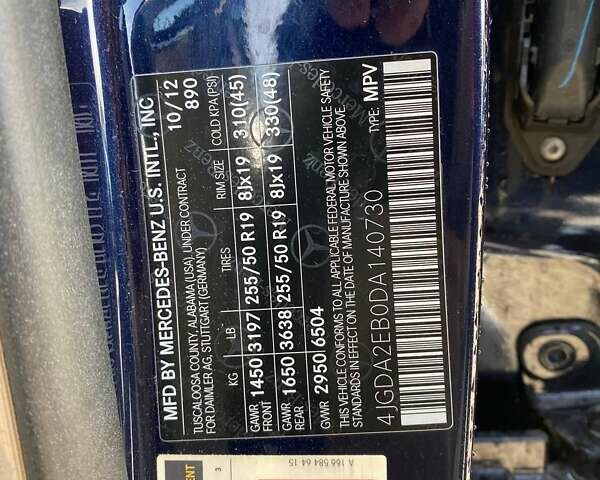 MFD BY MERCEDES-BENZ U.S. INTL., INC
TUSCALOOSA COUNTY, ALABAMA (USA), UNDER CONTRACT 10/12
FOR DAIMLER AG, STUTTGART (GERMANY) 890
KG LB TIRES RIM SIZE COLD KPA (PSI)
GAWR FRONT 1450 3197 255/50 R19 8Jx19 310(45)
GAWR REAR 1650 3638 255/50 R19 8Jx19 330(48)
GVWR 2950 6504
THIS VEHICLE CONFORMS TO ALL APPLICABLE FEDERAL MOTOR VEHICLE SAFETY
STANDARDS IN EFFECT ON THE DATE OF MANUFACTURE SHOWN ABOVE.
TYPE: MPV
4JGDA2EB0DA140730
A 166 584 64 15
3